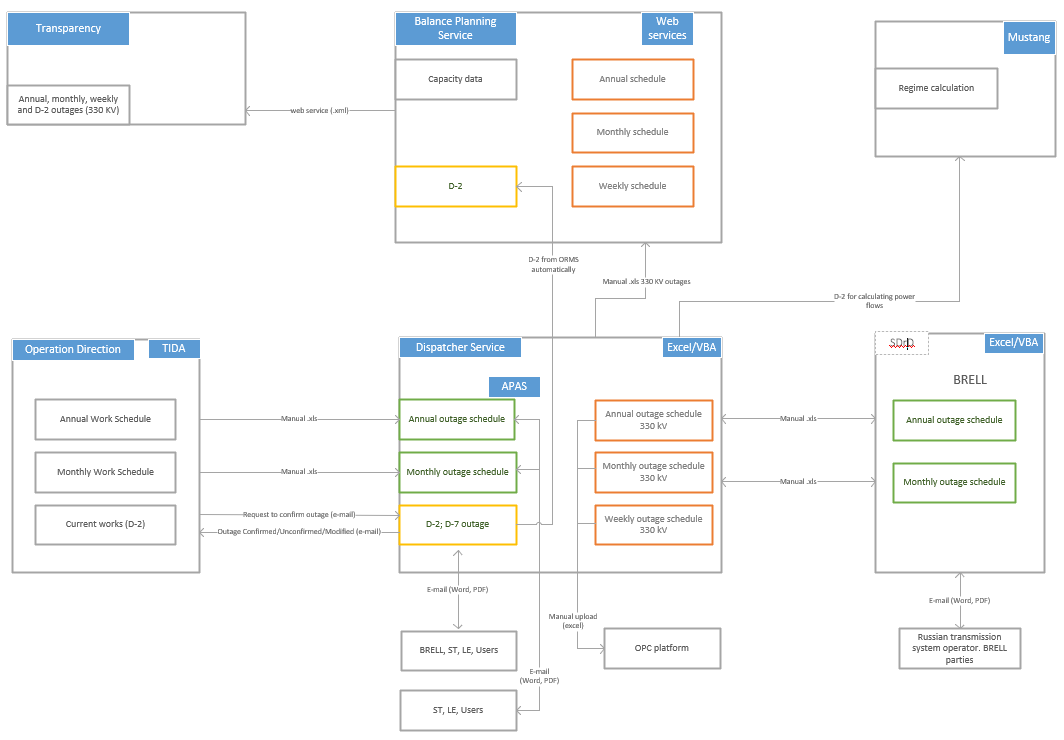 Transparency
Annual, monthly, weekly
and D-2 outages (330 KV)
web service (.xml)
Balance Planning
Service
Web
services
Capacity data
Annual schedule
Monthly schedule
D-2
Weekly schedule
Mustang
Regime calculation
D-2 from ORMS
automatically
Manual .xls 330 KV outages
D-2 for calculating power
flows
Operation Direction
TIDA
Annual Work Schedule
Monthly Work Schedule
Current works (D-2)
Manual .xls
Manual .xls
Request to confirm outage (e-mail)
Outage Confirmed/Unconfirmed/Modified (e-mail)
Dispatcher Service
Excel/VBA
APAS
Annual outage schedule
Monthly outage schedule
D-2; D-7 outage
Annual outage schedule
330 kV
Monthly outage schedule
330 kV
Weekly outage schedule
330 kV
Manual .xls
Manual .xls
Excel/VBA
BRELL
Annual outage schedule
Monthly outage schedule
E-mail (Word, PDF)
BRELL, ST, LE, Users
E-mail
(Word, PDF)
ST, LE, Users
Manual upload
(excel)
OPC platform
E-mail (Word, PDF)
Russian transmission
system operator. BRELL
parties